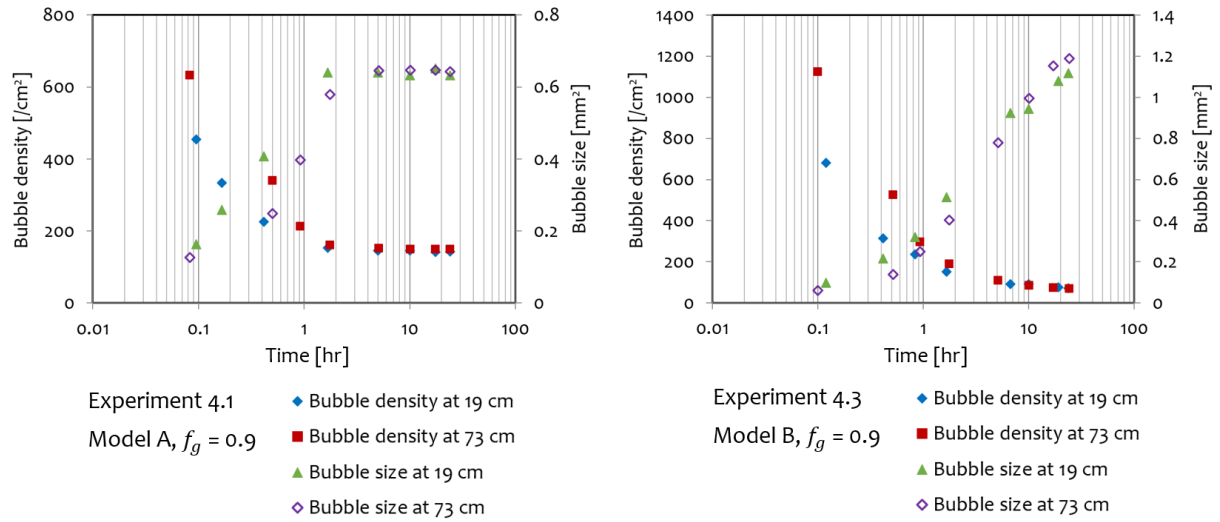 800
700
600
400
200
0
0.8
0.6
0.4
0.2
0
0.01
0.1
1
10
100
Bubble density [/cm²]
Bubble size [mm²]
Time [hr]
Experiment 4.1
Model A, f_g = 0.9
Bubble density at 19 cm
Bubble density at 73 cm
Bubble size at 19 cm
Bubble size at 73 cm
1400
1200
1000
800
600
400
200
0
1.4
1.2
1
0.8
0.6
0.4
0.2
0
0.01
0.1
1
10
100
Bubble density [/cm²]
Bubble size [mm²]
Time [hr]
Experiment 4.3
Model B, f_g = 0.9
Bubble density at 19 cm
Bubble density at 73 cm
Bubble size at 19 cm
Bubble size at 73 cm